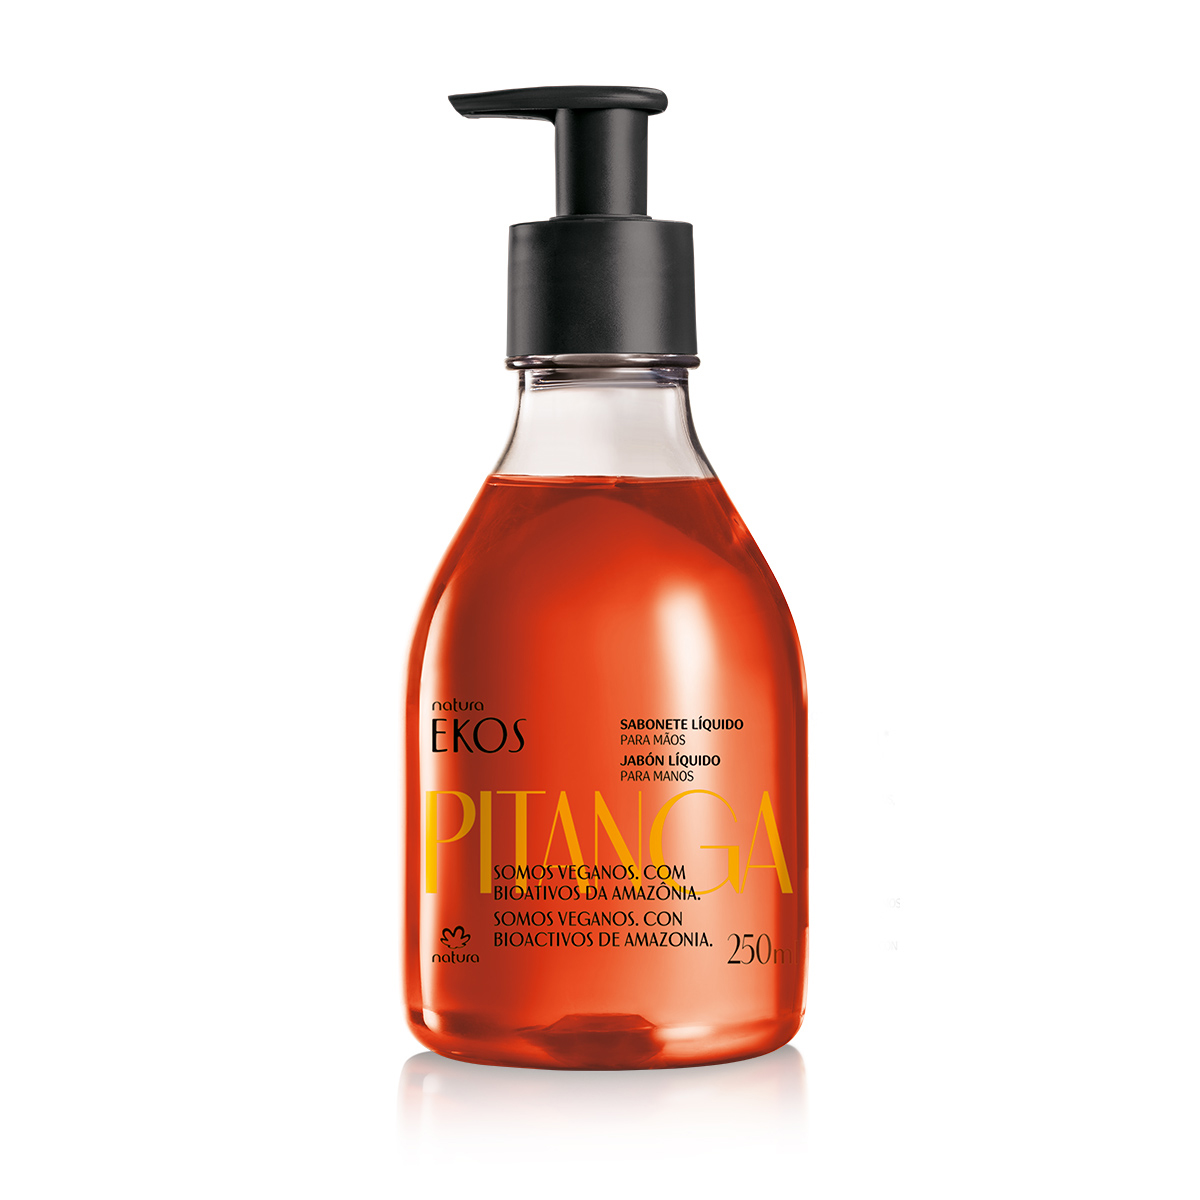 natura
EKOS
SABONETE LÍQUIDO
PARA MÃOS
JABÓN LÍQUIDO
PARA MANOS
PITANGA
SOMOS VEGANOS. COM
BIOATIVOS DA AMAZÔNIA.
SOMOS VEGANOS. CON
BIOACTIVOS DE AMAZONIA.
natura
250m